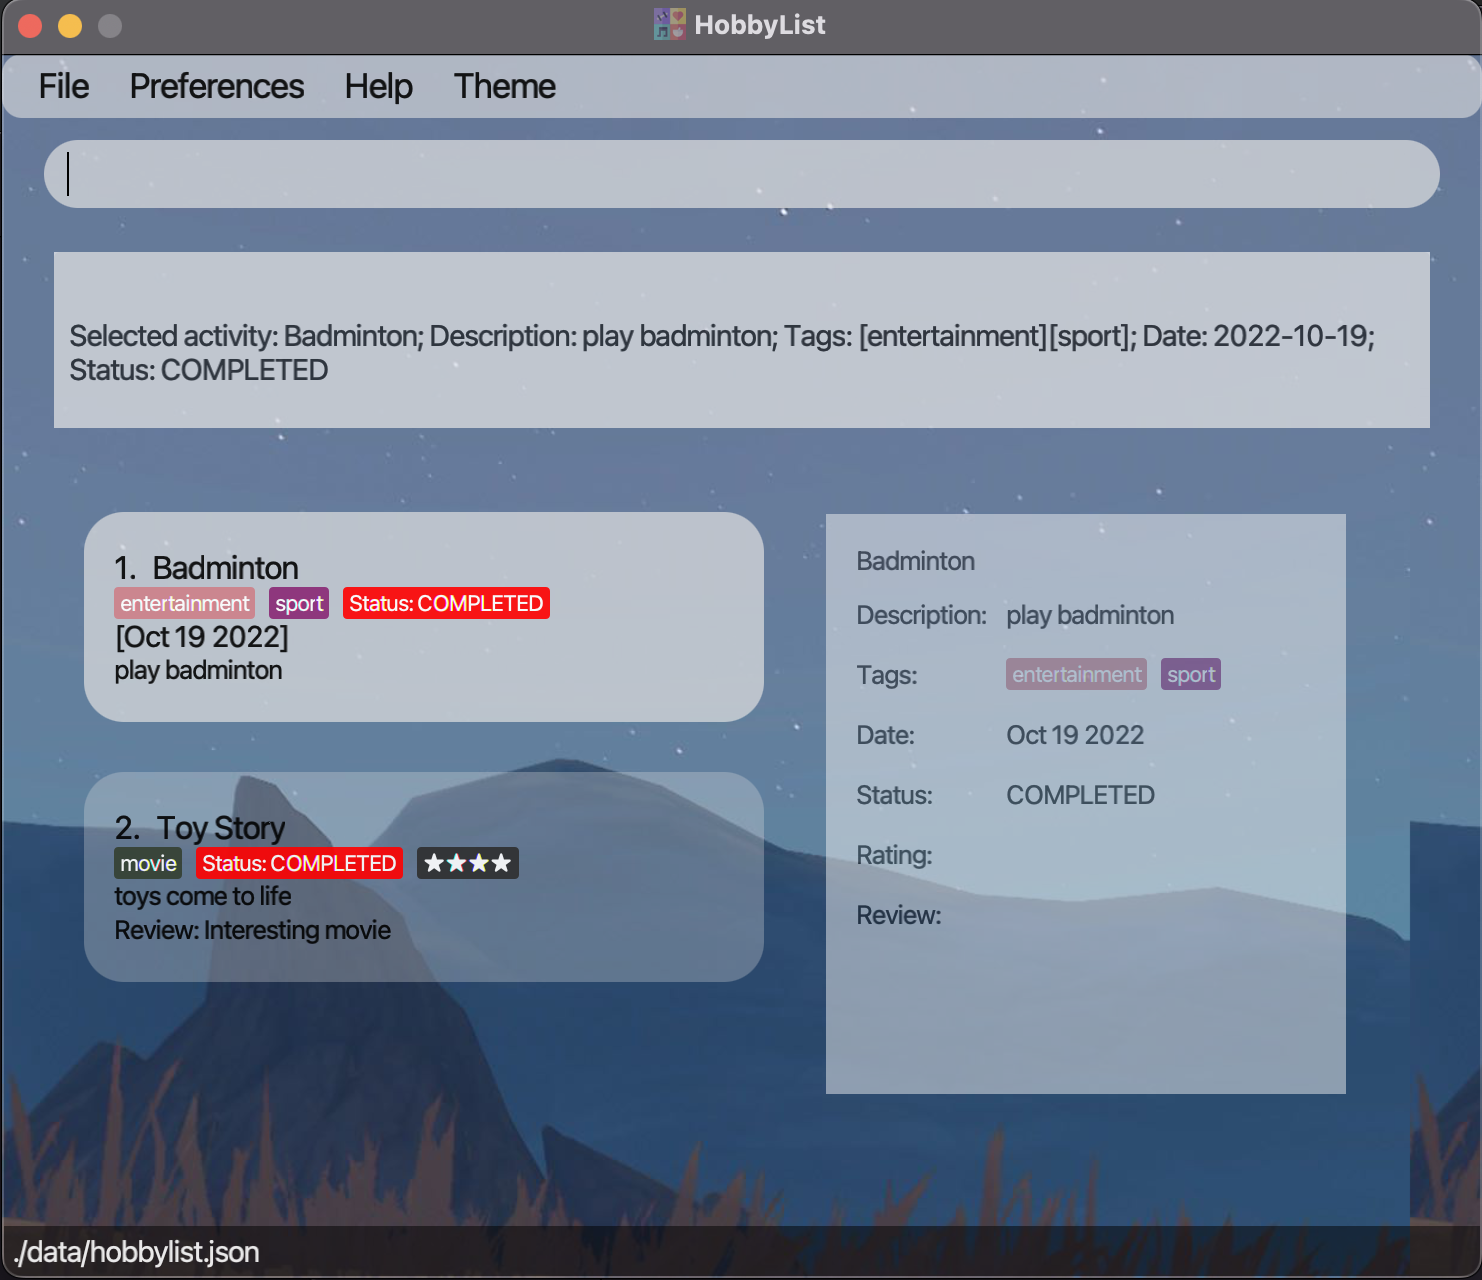 HobbyList
File Preferences Help Theme
Selected activity: Badminton; Description: play badminton; Tags: [entertainment][sport]; Date: 2022-10-19;
Status: COMPLETED
1. Badminton
entertainment sport Status: COMPLETED
[Oct 19 2022]
play badminton
2. Toy Story
movie Status: COMPLETED ★★★★
toys come to life
Review: Interesting movie
Badminton
Description: play badminton
Tags: entertainment sport
Date: Oct 19 2022
Status: COMPLETED
Rating:
Review:
./data/hobbylist.json